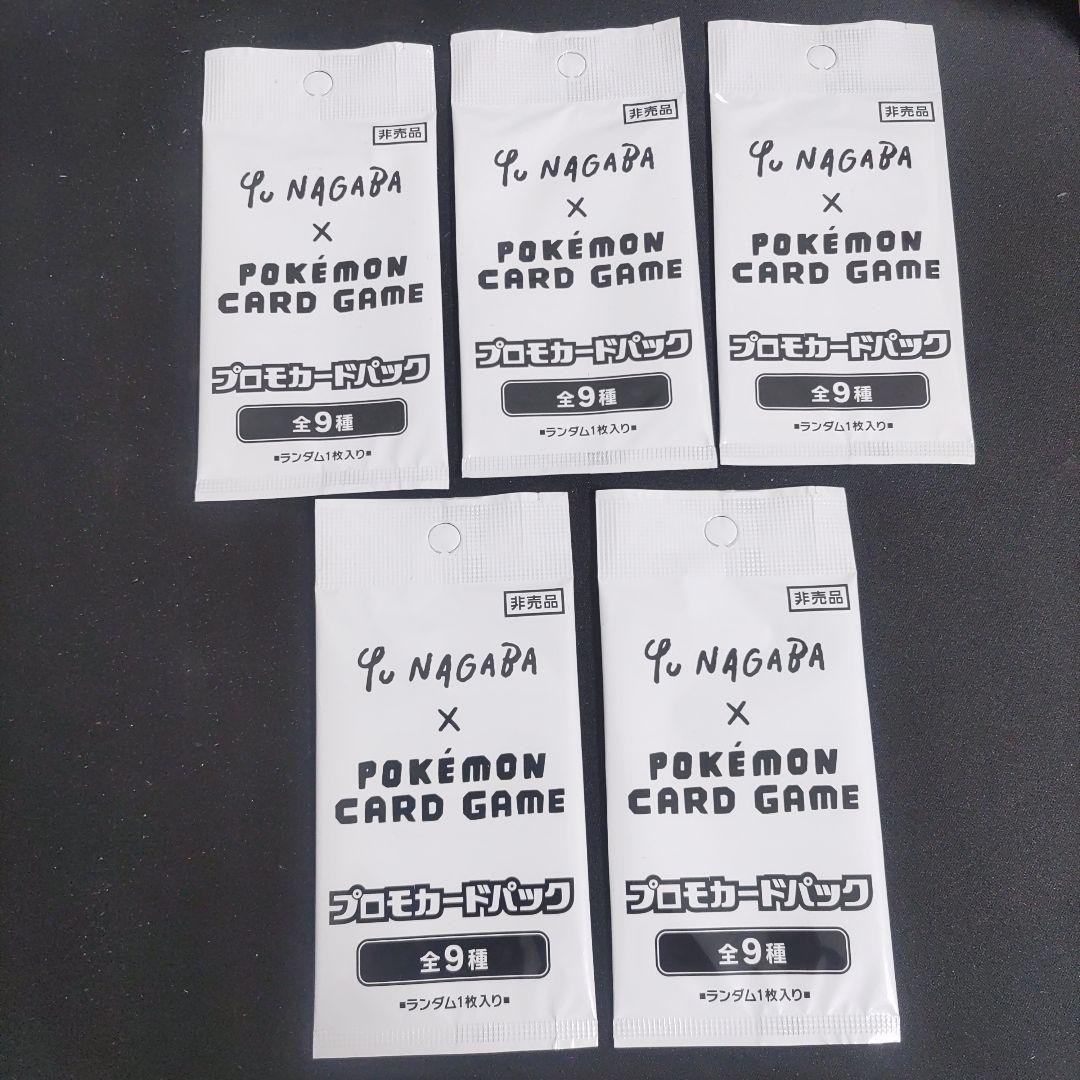 非売品
Yu NAGABA
×
POKÉMON
CARD GAME
プロモカードパック
全9種
■ランダム1枚入り■
非売品
Yu NAGABA
×
POKÉMON
CARD GAME
プロモカードパック
全9種
■ランダム1枚入り■
非売品
Yu NAGABA
×
POKÉMON
CARD GAME
プロモカードパック
全9種
■ランダム1枚入り■
非売品
Yu NAGABA
×
POKÉMON
CARD GAME
プロモカードパック
全9種
■ランダム1枚入り■
非売品
Yu NAGABA
×
POKÉMON
CARD GAME
プロモカードパック
全9種
■ランダム1枚入り■